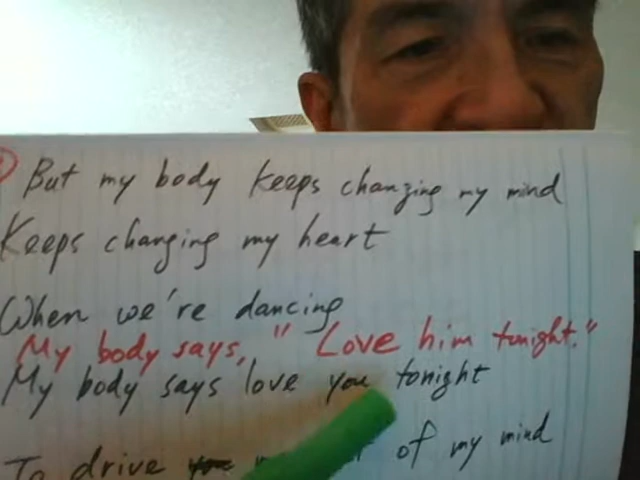 But my body keeps changing my mind
Keeps changing my heart
When we're dancing
My body says, "Love him tonight."
My body says love you tonight
To drive you of my mind